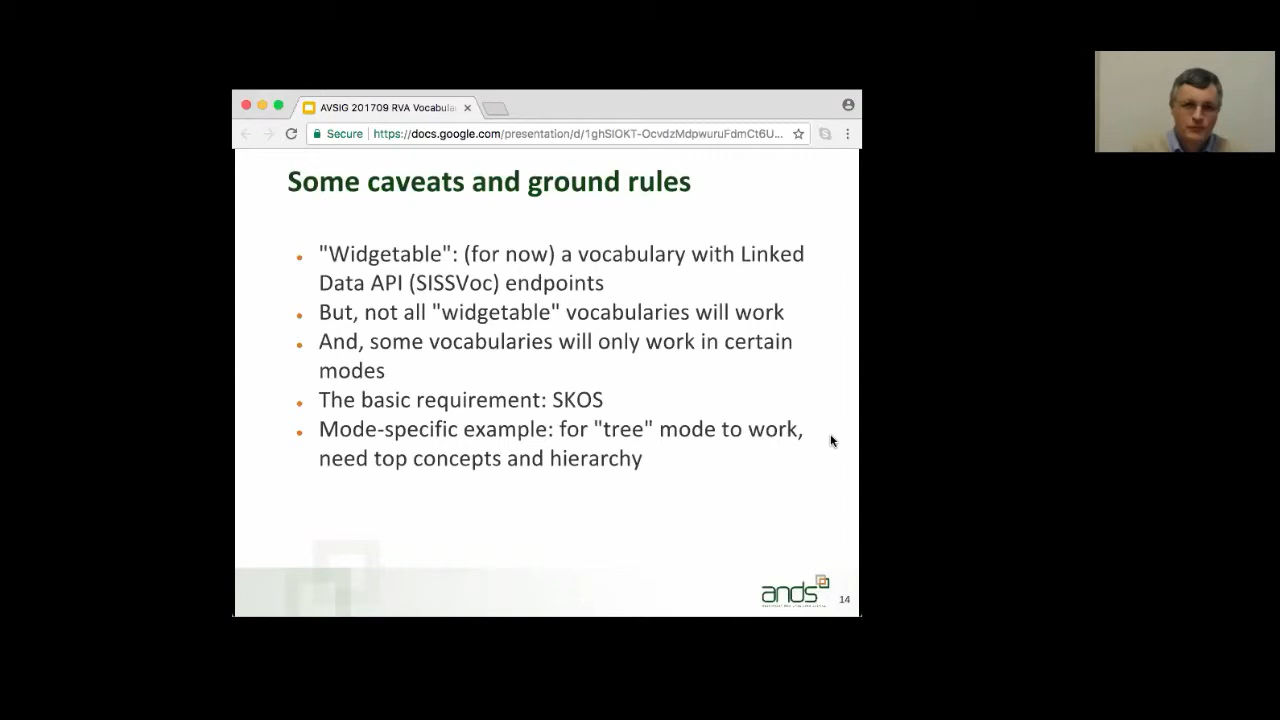 AVSIG 201709 RVA Vocabula
Secure
https://docs.google.com/presentation/d/1ghSIOKT-OcvdzMdpwuruFdmCt6U...
Some caveats and ground rules
"Widgetable": (for now) a vocabulary with Linked
Data API (SISSVoc) endpoints
But, not all "widgetable" vocabularies will work
And, some vocabularies will only work in certain
modes
The basic requirement: SKOS
Mode-specific example: for "tree" mode to work,
need top concepts and hierarchy
ands
14